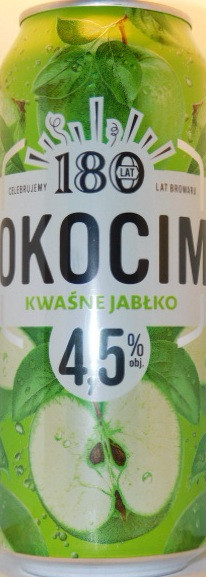 CELEBRUJEMY 180 LAT LAT BROWARU
OKOCIM
KWAŚNE JABŁKO
4,5% obj.